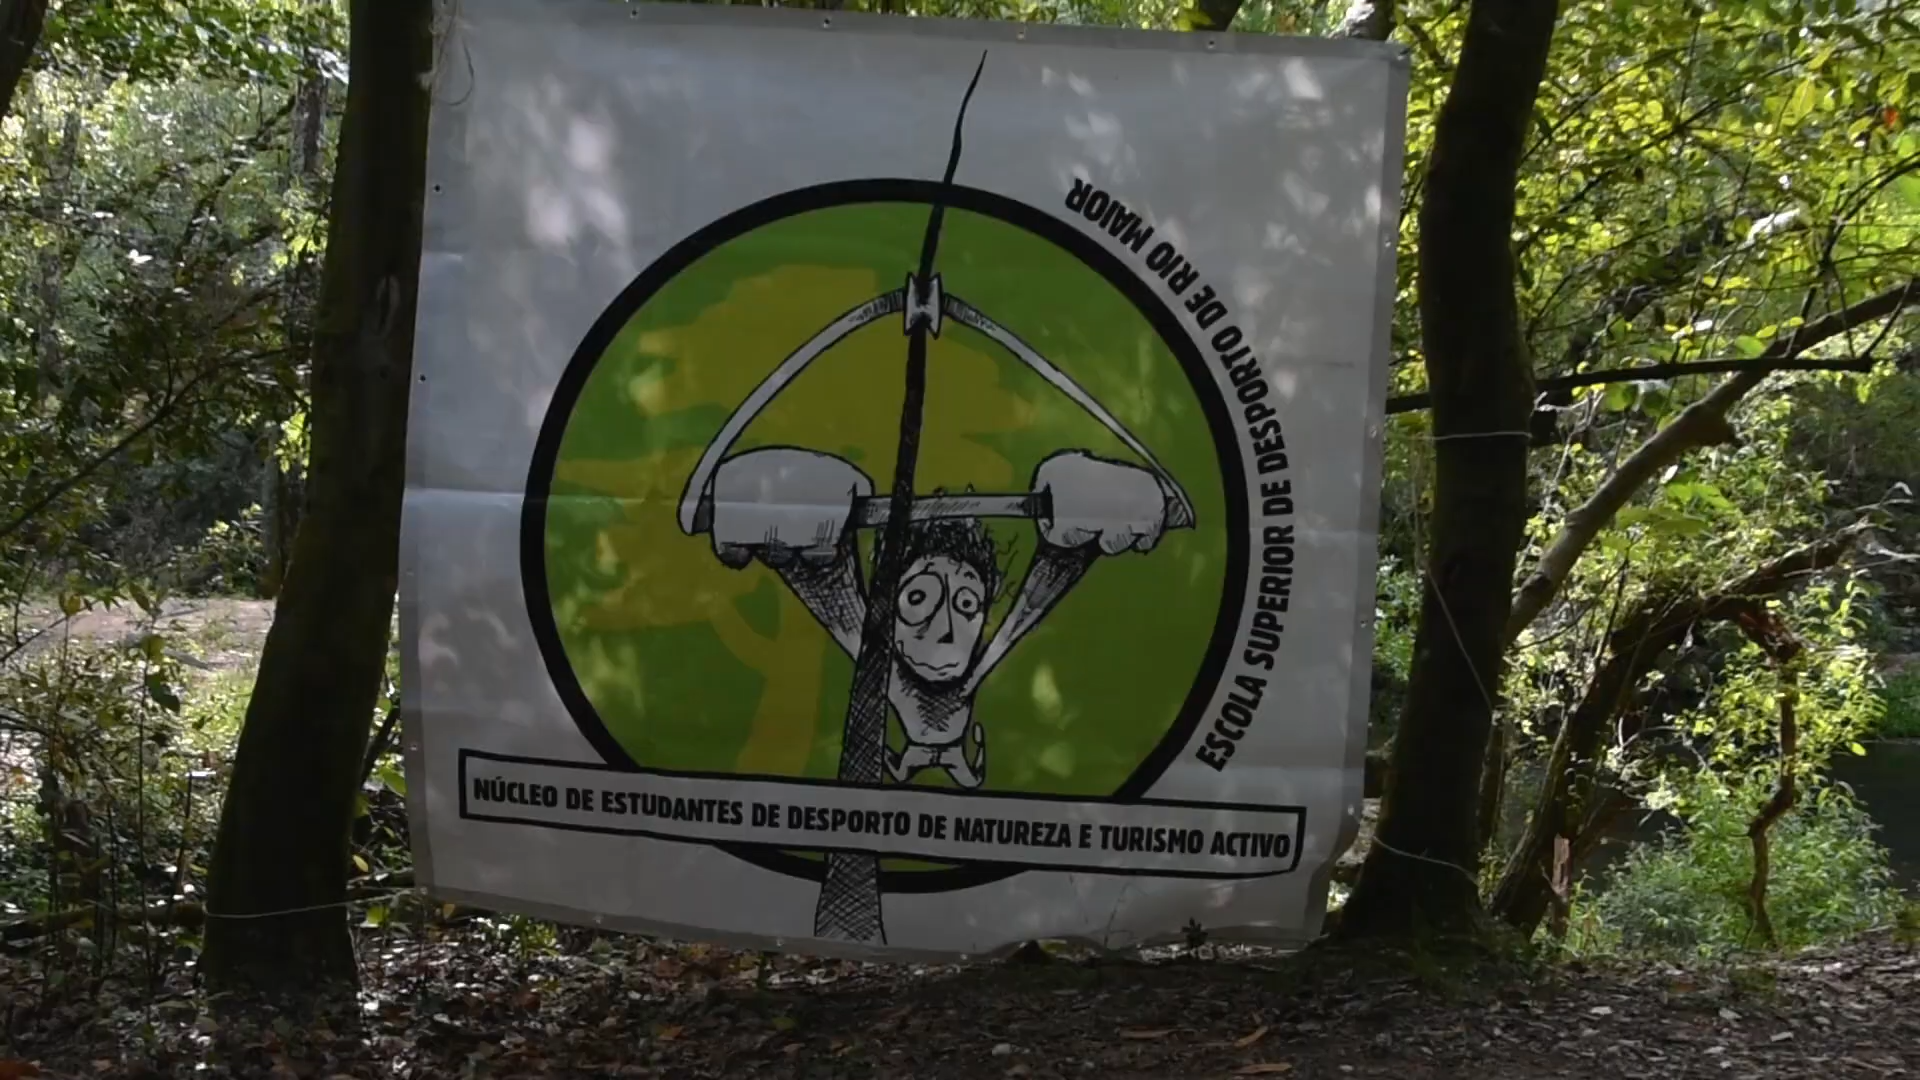 ESCOLA SUPERIOR DE DESPORTO DE RIO MAIOR
NÚCLEO DE ESTUDANTES DE DESPORTO DE NATUREZA E TURISMO ACTIVO